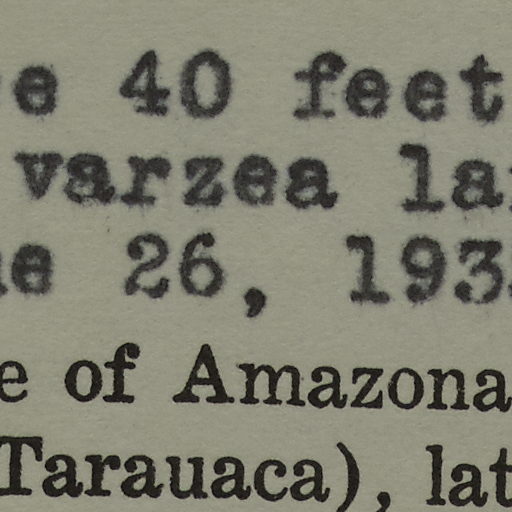 e 40 feet
varzea la
e 26, 193
e of Amazona
Tarauaca), lat